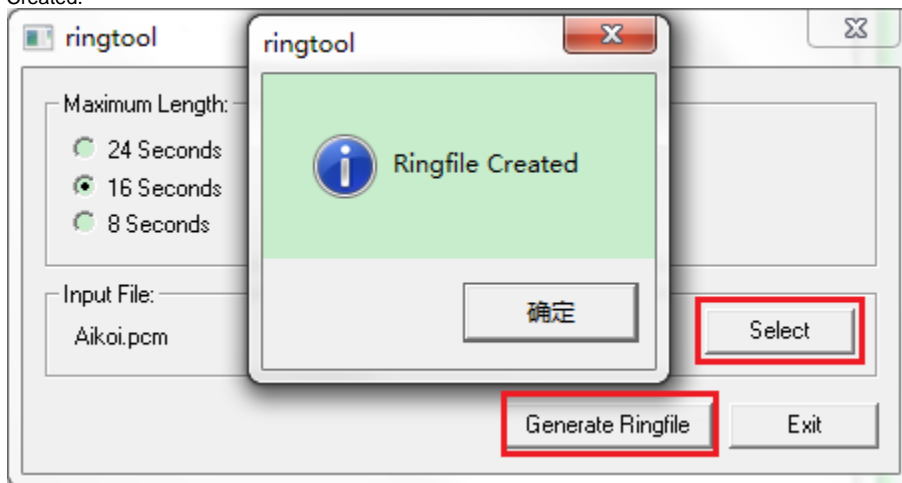 Created.
ringtool
ringtool
Maximum Length:
24 Seconds
16 Seconds
8 Seconds
Ringfile Created
确定
Input File:
Aikoi.pcm
Select
Generate Ringfile
Exit